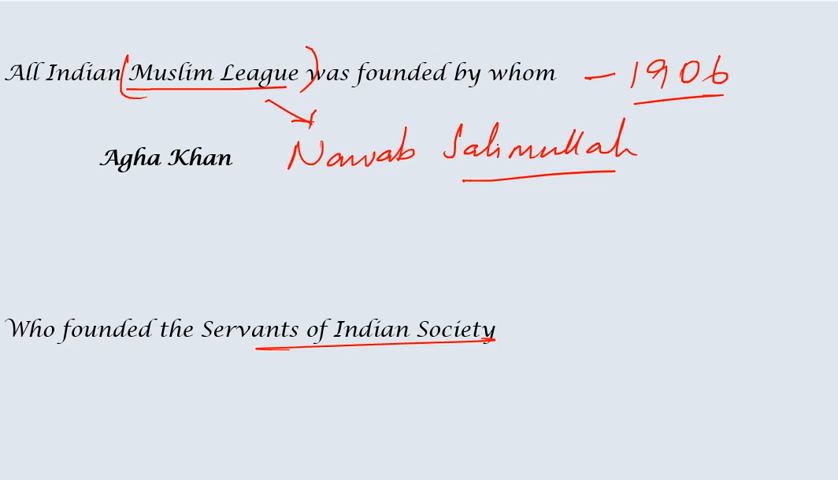 All Indian (Muslim League) was founded by whom – 1906
Agha Khan Nawab Salimullah
Who founded the Servants of Indian Society